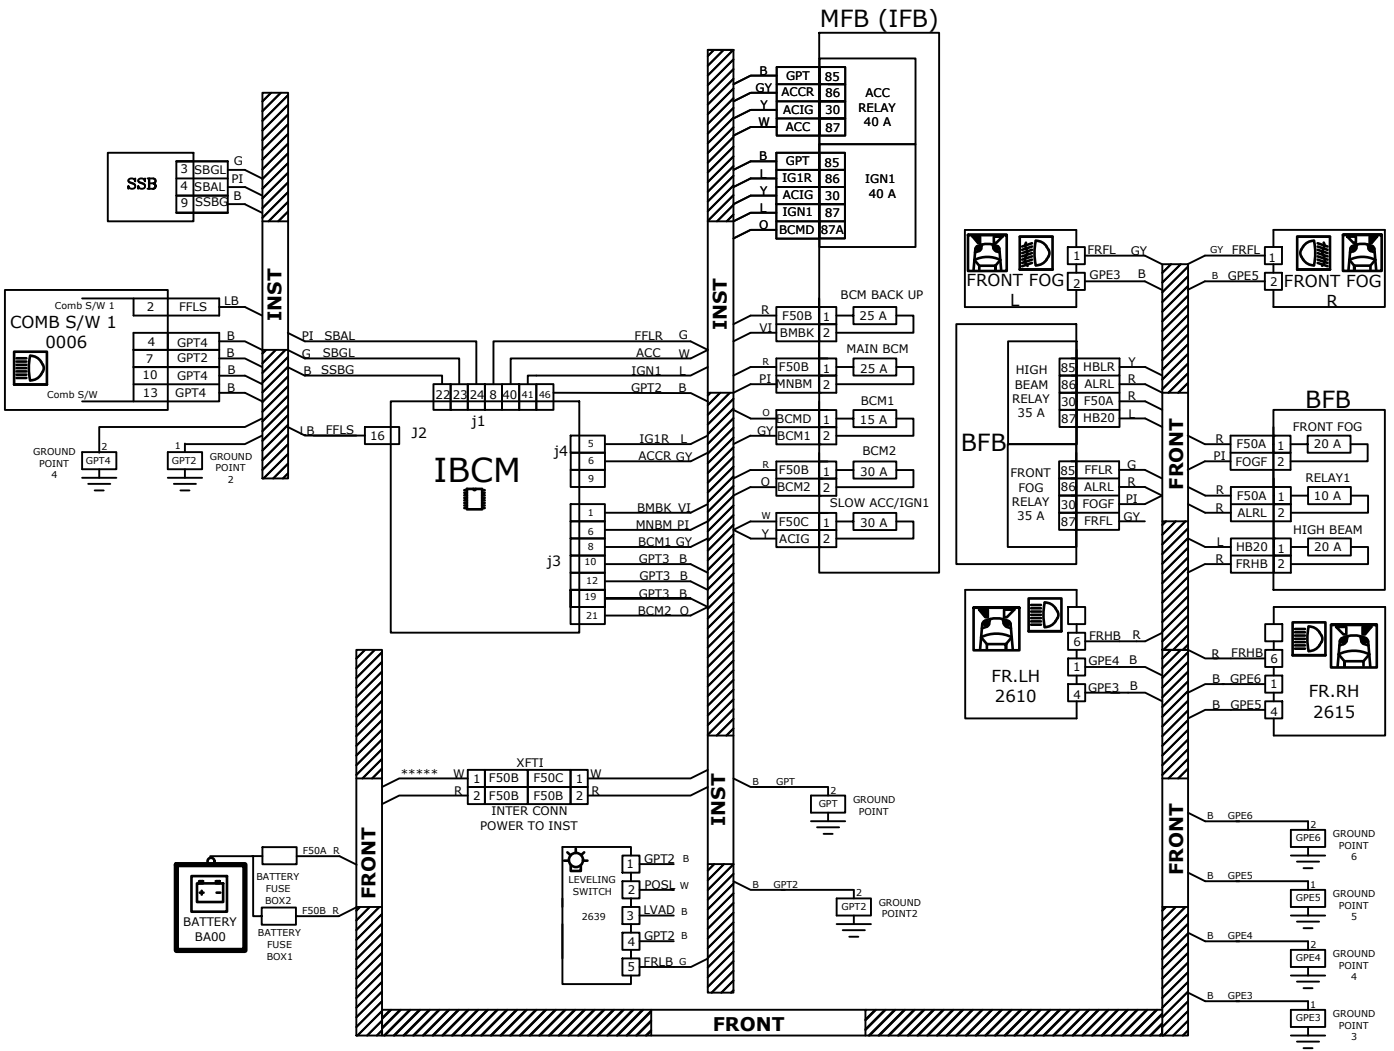 MFB (IFB)
B GPT 85
GY ACCR 86
Y ACIG 30
W ACC 87
ACC
RELAY
40 A
B GPT 85
L IG1R 86
Y ACIG 30
L IGN1 87
O BCMD 87A
IGN1
40 A
BCM BACK UP
R F50B 1 25 A
VI BMBK 2
MAIN BCM
R F50B 1 25 A
PI MNBM 2
BCM1
O BCMD 1 15 A
GY BCM1 2
BCM2
R F50B 1 30 A
O BCM2 2
SLOW ACC/IGN1
W F50C 1 30 A
Y ACIG 2
SSB
3 SBGL G
4 SBAL PI
9 SSBG B
INST
COMB S/W 1
0006
Comb S/W 1
2 FFLS LB
4 GPT4 B
7 GPT2 B
10 GPT4 B
13 GPT4 B
Comb S/W
GROUND
POINT
4
2
GPT4
1
GPT2
GROUND
POINT
2
PI SBAL
G SBGL
B SSBG
LB FFLS 16 J2
22 23 24 8 40 41 46
j1
FFLR G
ACC W
IGN1 L
GPT2 B
IBCM
j4
5 IG1R L
6 ACCR GY
9
j3
1 BMBK VI
6 MNBM PI
8 BCM1 GY
10 GPT3 B
12 GPT3 B
19 GPT3 B
21 BCM2 O
INST
FRONT FOG
L
1 FRFL GY
2 GPE3 B
GY FRFL 1
B GPE5 2
FRONT FOG
R
BFB
HIGH
BEAM
RELAY
35 A
85 HBLR Y
86 ALRL R
30 F50A R
87 HB20 L
FRONT
FOG
RELAY
35 A
85 FFLR G
86 ALRL R
30 FOGF PI
87 FRFL GY
FRONT
BFB
FRONT FOG
R F50A 1 20 A
PI FOGF 2
RELAY1
R F50A 1 10 A
R ALRL 2
HIGH BEAM
L HB20 1 20 A
R FRHB 2
FR.LH
2610
6 FRHB R
1 GPE4 B
4 GPE3 B
R FRHB 6
B GPE6 1
B GPE5 4
FR.RH
2615
XFTI
***** W 1 F50B F50C 1 W
R 2 F50B F50B 2 R
INTER CONN
POWER TO INST
FRONT
INST
B GPT
2
GPT
GROUND
POINT
B GPT2
2
GPT2
GROUND
POINT2
BATTERY
BA00
F50A R
BATTERY
FUSE
BOX2
F50B R
BATTERY
FUSE
BOX1
LEVELING
SWITCH
2639
1 GPT2 B
2 POSL W
3 LVAD B
4 GPT2 B
5 FRLB G
FRONT
B GPE6
2
GPE6
GROUND
POINT
6
B GPE5
1
GPE5
GROUND
POINT
5
B GPE4
2
GPE4
GROUND
POINT
4
B GPE3
1
GPE3
GROUND
POINT
3
FRONT